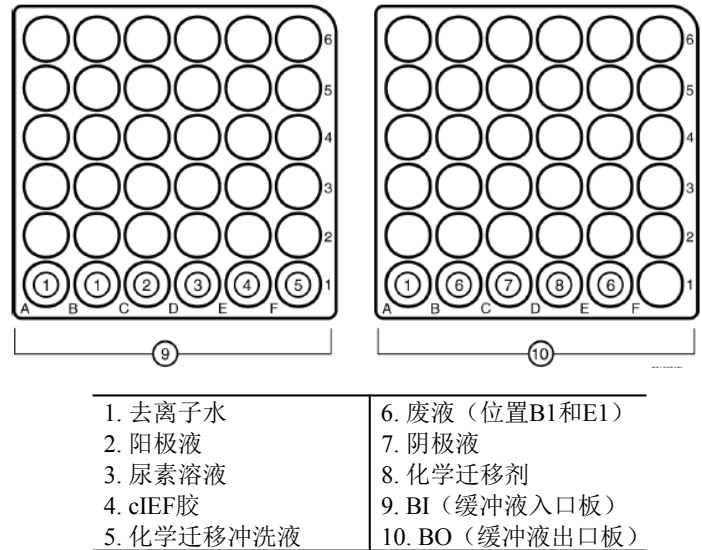 6 6
5 5
4 4
3 3
2 2
① ① ② ③ ④ ⑤ 1 ① ⑥ ⑦ ⑧ ⑥ 1
A B C D E F A B C D E F
⑨ ⑩
1. 去离子水 6. 废液（位置B1和E1）
2. 阳极液 7. 阴极液
3. 尿素溶液 8. 化学迁移剂
4. cIEF胶 9. BI（缓冲液入口板）
5. 化学迁移冲洗液 10. BO（缓冲液出口板）